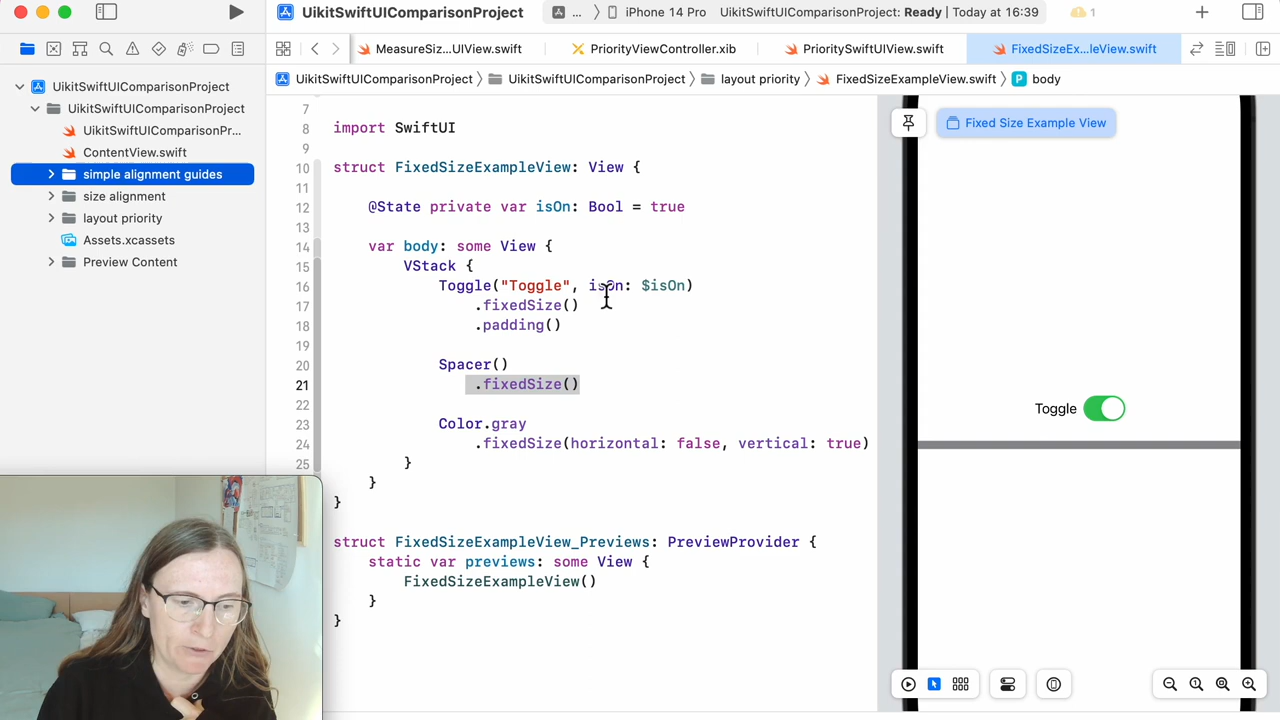 UikitSwiftUIComparisonProject
... 〉 iPhone 14 Pro UikitSwiftUIComparisonProject: Ready | Today at 16:39 1
MeasureSiz...UIView.swift PriorityViewController.xib PrioritySwiftUIView.swift FixedSizeEx...leView.swift
UikitSwiftUIComparisonProject 〉 UikitSwiftUIComparisonProject 〉 layout priority 〉 FixedSizeExampleView.swift 〉 P body
UikitSwiftUIComparisonProject
UikitSwiftUIComparisonProject
UikitSwiftUIComparisonPr...
ContentView.swift
simple alignment guides
size alignment
layout priority
Assets.xcassets
Preview Content
7
8 import SwiftUI
9
10 struct FixedSizeExampleView: View {
11
12 @State private var isOn: Bool = true
13
14 var body: some View {
15 VStack {
16 Toggle("Toggle", isOn: $isOn)
17 .fixedSize()
18 .padding()
19
20 Spacer()
21 .fixedSize()
22
23 Color.gray
24 .fixedSize(horizontal: false, vertical: true)
25 }
}
}
struct FixedSizeExampleView_Previews: PreviewProvider {
static var previews: some View {
FixedSizeExampleView()
}
}
Fixed Size Example View
Toggle